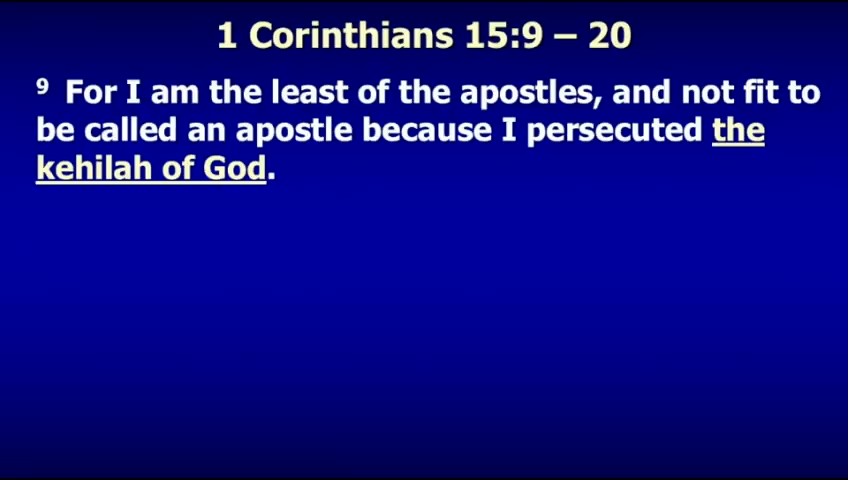 1 Corinthians 15:9 – 20
⁹ For I am the least of the apostles, and not fit to
be called an apostle because I persecuted the
kehilah of God.